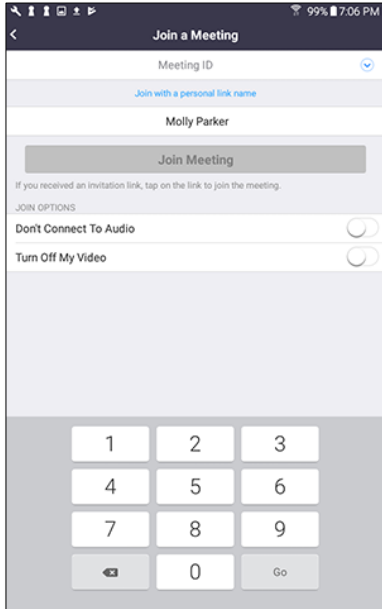 99% 7:06 PM
Join a Meeting
Meeting ID
Join with a personal link name
Molly Parker
Join Meeting
If you received an invitation link, tap on the link to join the meeting.
JOIN OPTIONS
Don't Connect To Audio
Turn Off My Video
1 2 3
4 5 6
7 8 9
0 Go